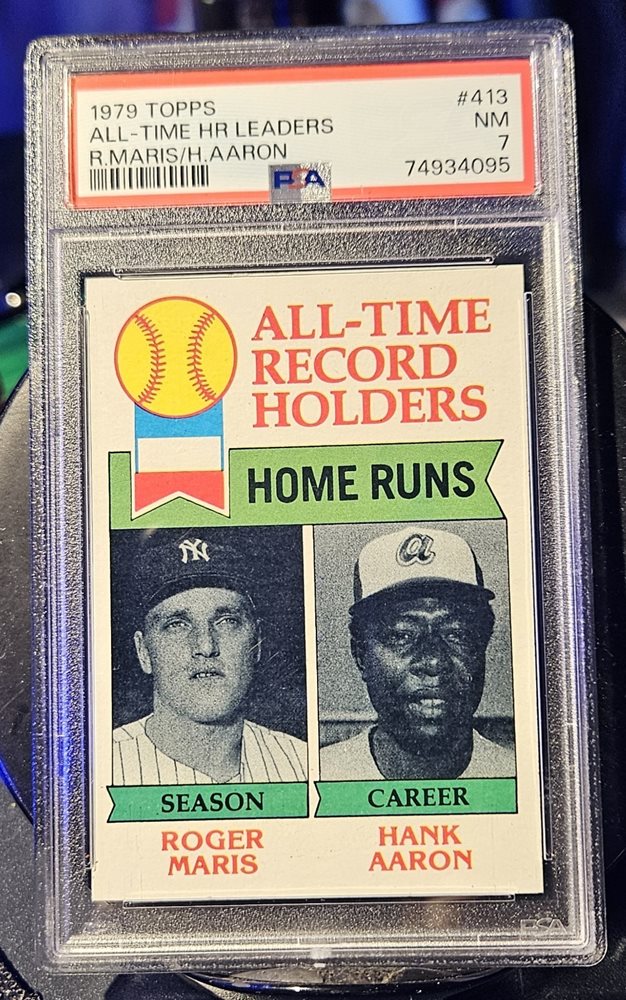 1979 TOPPS #413
ALL-TIME HR LEADERS NM
R.MARIS/H.AARON 7
PSA 74934095
ALL-TIME
RECORD
HOLDERS
HOME RUNS
NY
a
SEASON CAREER
ROGER HANK
MARIS AARON
PSA